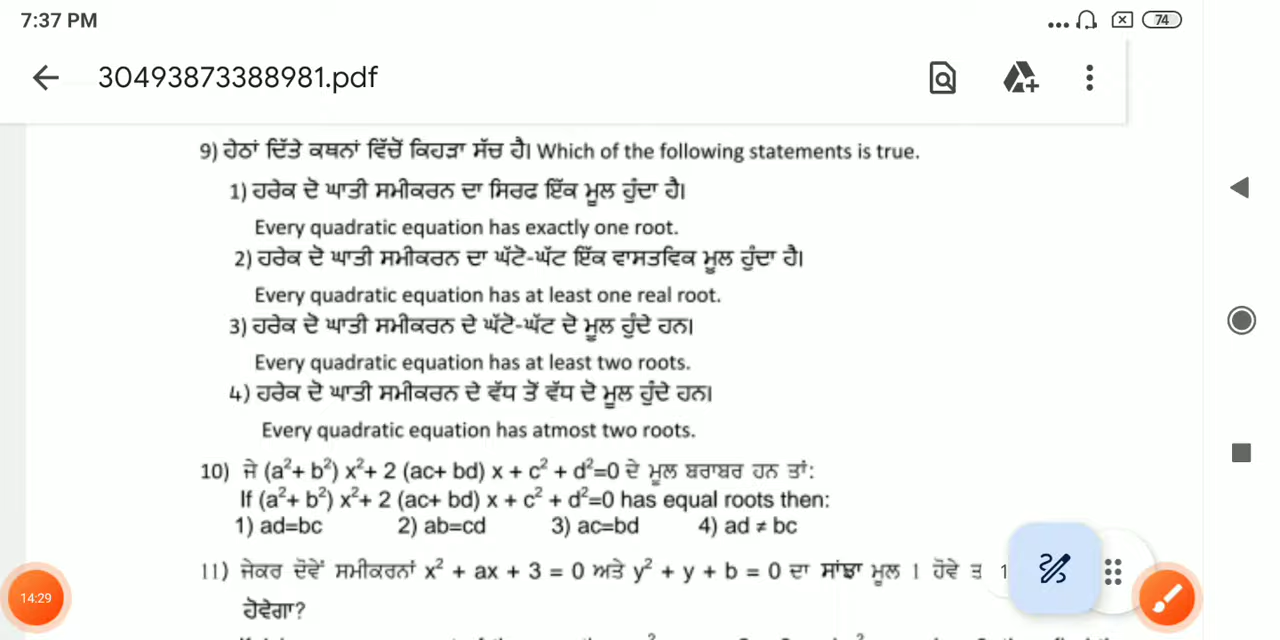 7:37 PM
74
30493873388981.pdf
9) ਹੇਠਾਂ ਦਿੱਤੇ ਕਥਨਾਂ ਵਿੱਚੋਂ ਕਿਹੜਾ ਸੱਚ ਹੈ। Which of the following statements is true.
1) ਹਰੇਕ ਦੋ ਘਾਤੀ ਸਮੀਕਰਨ ਦਾ ਸਿਰਫ ਇੱਕ ਮੂਲ ਹੁੰਦਾ ਹੈ।
Every quadratic equation has exactly one root.
2) ਹਰੇਕ ਦੋ ਘਾਤੀ ਸਮੀਕਰਨ ਦਾ ਘੱਟੋ-ਘੱਟ ਇੱਕ ਵਾਸਤਵਿਕ ਮੂਲ ਹੁੰਦਾ ਹੈ।
Every quadratic equation has at least one real root.
3) ਹਰੇਕ ਦੋ ਘਾਤੀ ਸਮੀਕਰਨ ਦੇ ਘੱਟੋ-ਘੱਟ ਦੋ ਮੂਲ ਹੁੰਦੇ ਹਨ।
Every quadratic equation has at least two roots.
4) ਹਰੇਕ ਦੋ ਘਾਤੀ ਸਮੀਕਰਨ ਦੇ ਵੱਧ ਤੋਂ ਵੱਧ ਦੋ ਮੂਲ ਹੁੰਦੇ ਹਨ।
Every quadratic equation has atmost two roots.
10) ਜੇ (a²+ b²) x²+ 2 (ac+ bd) x + c² + d²=0 ਦੇ ਮੂਲ ਬਰਾਬਰ ਹਨ ਤਾਂ:
If (a²+ b²) x²+ 2 (ac+ bd) x + c² + d²=0 has equal roots then:
1) ad=bc 2) ab=cd 3) ac=bd 4) ad ≠ bc
11) ਜੇਕਰ ਦੋਵੇਂ ਸਮੀਕਰਨਾਂ x² + ax + 3 = 0 ਅਤੇ y² + y + b = 0 ਦਾ ਸਾਂਝਾ ਮੂਲ 1 ਹੋਵੇ
ਹੋਵੇਗਾ?
14:29